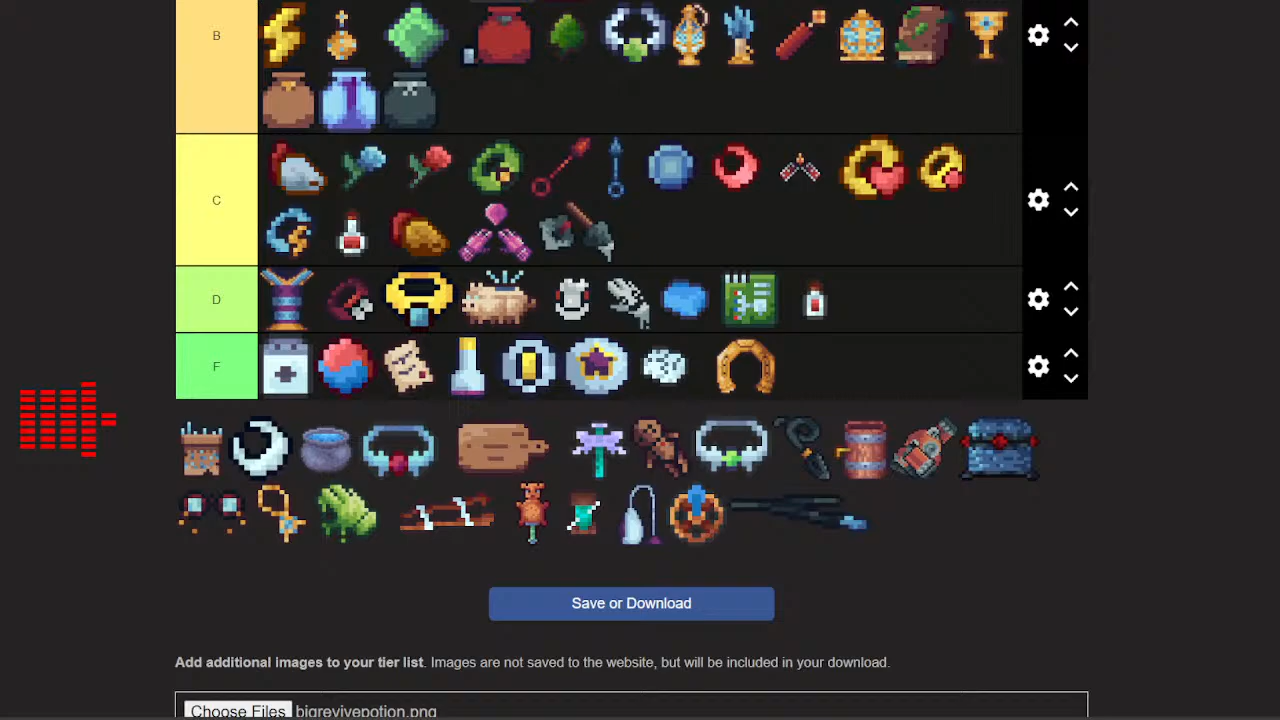 B
C
D
F
Save or Download
Add additional images to your tier list. Images are not saved to the website, but will be included in your download.
Choose Files bigrevivepotion.png